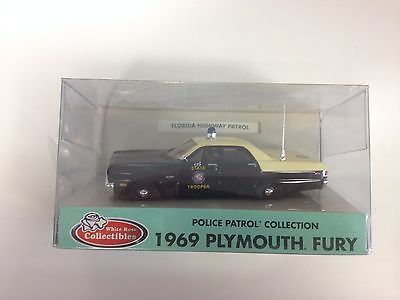 FLORIDA HIGHWAY PATROL
STATE
TROOPER
White Rose
Collectibles
POLICE PATROL COLLECTION
1969 PLYMOUTH FURY